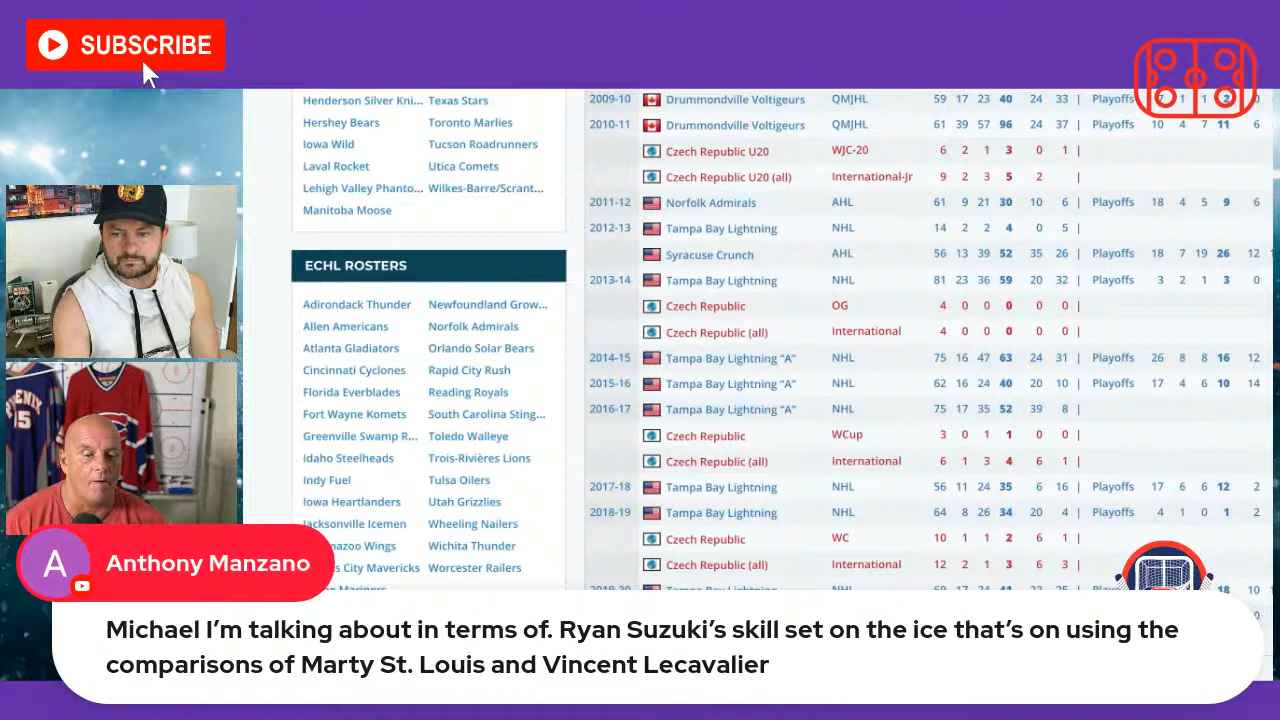 SUBSCRIBE
Henderson Silver Kni... Texas Stars
Hershey Bears Toronto Marlies
Iowa Wild Tucson Roadrunners
Laval Rocket Utica Comets
Lehigh Valley Phanto... Wilkes-Barre/Scrant...
Manitoba Moose
ECHL ROSTERS
Adirondack Thunder Newfoundland Grow...
Allen Americans Norfolk Admirals
Atlanta Gladiators Orlando Solar Bears
Cincinnati Cyclones Rapid City Rush
Florida Everblades Reading Royals
Fort Wayne Komets South Carolina Sting...
Greenville Swamp R... Toledo Walleye
Idaho Steelheads Trois-Rivières Lions
Indy Fuel Tulsa Oilers
Iowa Heartlanders Utah Grizzlies
Jacksonville Icemen Wheeling Nailers
amazoo Wings Wichita Thunder
s City Mavericks Worcester Railers
2009-10 Drummondville Voltigeurs QMJHL 59 17 23 40 24 33 | Playoffs 1 1 2 0
2010-11 Drummondville Voltigeurs QMJHL 61 39 57 96 24 37 | Playoffs 10 4 7 11 6
Czech Republic U20 WJC-20 6 2 1 3 0 1 |
Czech Republic U20 (all) International-Jr 9 2 3 5 2 |
2011-12 Norfolk Admirals AHL 61 9 21 30 10 6 | Playoffs 18 4 5 9 6
2012-13 Tampa Bay Lightning NHL 14 2 2 4 0 5 |
Syracuse Crunch AHL 56 13 39 52 35 26 | Playoffs 18 7 19 26 12
2013-14 Tampa Bay Lightning NHL 81 23 36 59 20 32 | Playoffs 3 2 1 3 0
Czech Republic OG 4 0 0 0 0 0 |
Czech Republic (all) International 4 0 0 0 0 0 |
2014-15 Tampa Bay Lightning "A" NHL 75 16 47 63 24 31 | Playoffs 26 8 8 16 12
2015-16 Tampa Bay Lightning "A" NHL 62 16 24 40 20 10 | Playoffs 17 4 6 10 14
2016-17 Tampa Bay Lightning "A" NHL 75 17 35 52 39 8 |
Czech Republic WCup 3 0 1 1 0 0 |
Czech Republic (all) International 6 1 3 4 6 1 |
2017-18 Tampa Bay Lightning NHL 56 11 24 35 6 16 | Playoffs 17 6 6 12 2
2018-19 Tampa Bay Lightning NHL 64 8 26 34 20 4 | Playoffs 4 1 0 1 2
Czech Republic WC 10 1 1 2 6 1 |
Czech Republic (all) International 12 2 1 3 6 3 |
2019-20 Tampa Bay Lightning NHL 18 10
PHOENIX
15
A
Anthony Manzano
Michael I'm talking about in terms of. Ryan Suzuki's skill set on the ice that's on using the
comparisons of Marty St. Louis and Vincent Lecavalier